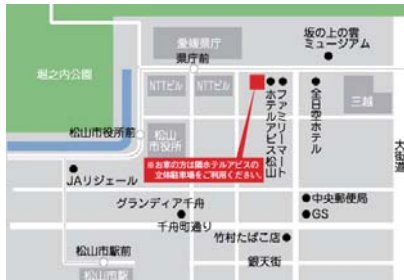 坂の上の雲
ミュージアム
愛媛県庁
県庁前
堀之内公園
NTTビル
NTTビル
ホテルアビス松山
ファミリーマート
全日空ホテル
三越
大街道
松山市役所前
松山
市役所
※お車の方は隣ホテルアビスの
立体駐車場をご利用ください。
JAリジェール
グランディア千舟
中央郵便局
GS
千舟町通り
竹村たばこ店
松山市駅前
銀天街
松山市駅